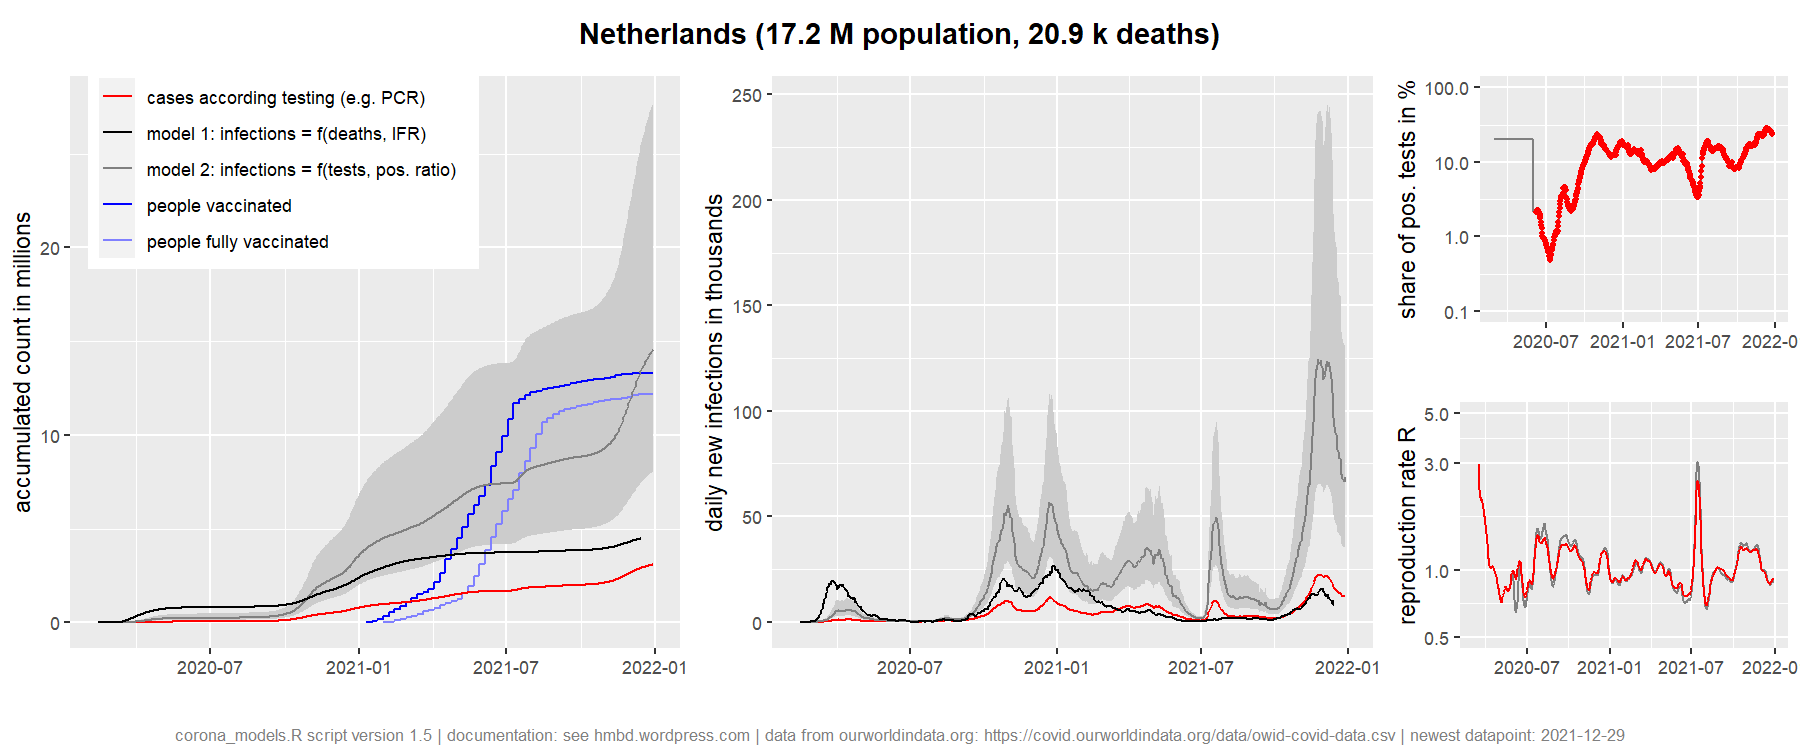 Netherlands (17.2 M population, 20.9 k deaths)
cases according testing (e.g. PCR)
model 1: infections = f(deaths, IFR)
model 2: infections = f(tests, pos. ratio)
people vaccinated
people fully vaccinated
accumulated count in millions
20
10
0
2020-07 2021-01 2021-07 2022-01
daily new infections in thousands
250
200
150
100
50
0
2020-07 2021-01 2021-07 2022-01
share of pos. tests in %
100.0
10.0
1.0
0.1
2020-07 2021-01 2021-07 2022-0
reproduction rate R
5.0
3.0
1.0
0.5
2020-07 2021-01 2021-07 2022-0
corona_models.R script version 1.5 | documentation: see hmbd.wordpress.com | data from ourworldindata.org: https://covid.ourworldindata.org/data/owid-covid-data.csv | newest datapoint: 2021-12-29